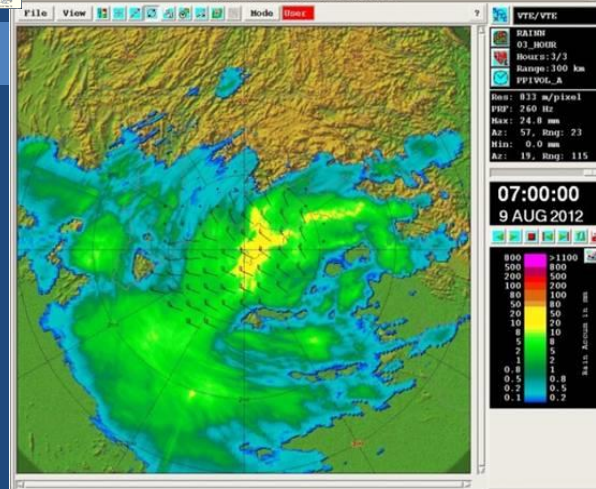 File View Mode User ?
VTE/VTE
RAINN
03_HOUR
Hours:3/3
Range:300 km
PPIVOL_A
Res: 833 m/pixel
PRF: 260 Hz
Max: 24.8 mm
Az: 57, Rng: 23
Min: 0.0 mm
Az: 19, Rng: 115
07:00:00
9 AUG 2012
800 >1100
500 800
200 500
100 200
80 100
50 80
20 50
10 20
8 10
5 8
2 5
1 2
0.8 1
0.5 0.8
0.2 0.5
0.1 0.2
Rain Accum in mm